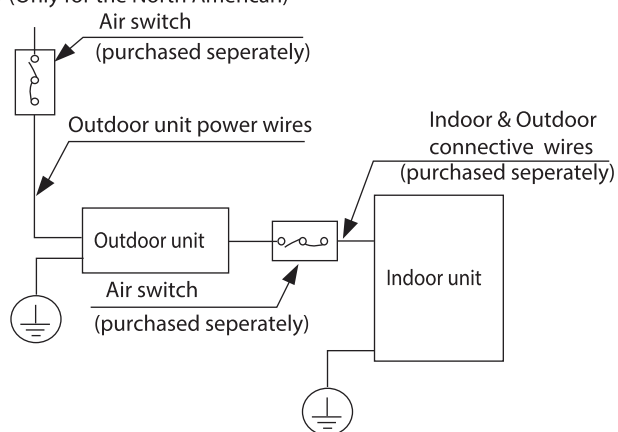 (Only for the North American)
Air switch
(purchased seperately)
Outdoor unit power wires
Indoor & Outdoor
connective wires
(purchased seperately)
Outdoor unit
Indoor unit
Air switch
(purchased seperately)